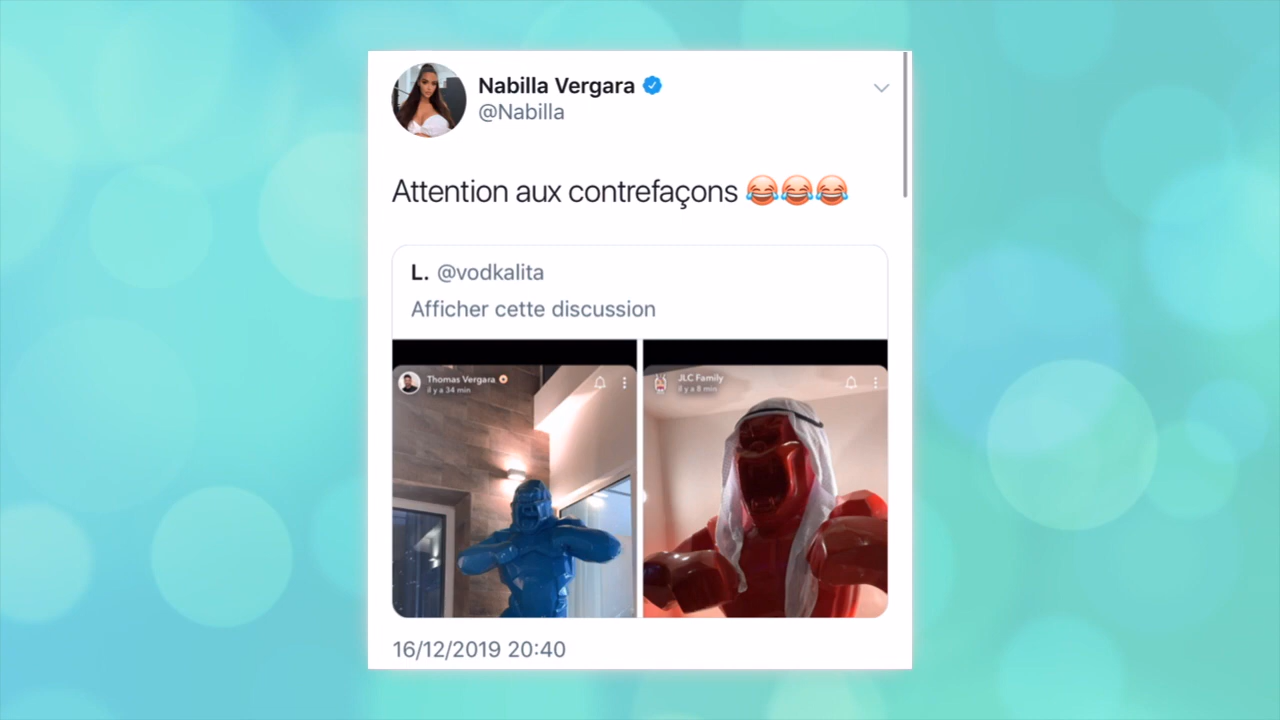 Nabilla Vergara
@Nabilla
Attention aux contrefaçons 😂😂😂
L. @vodkalita
Afficher cette discussion
Thomas Vergara
il y a 34 min
JLC Family
il y a 8 min
16/12/2019 20:40